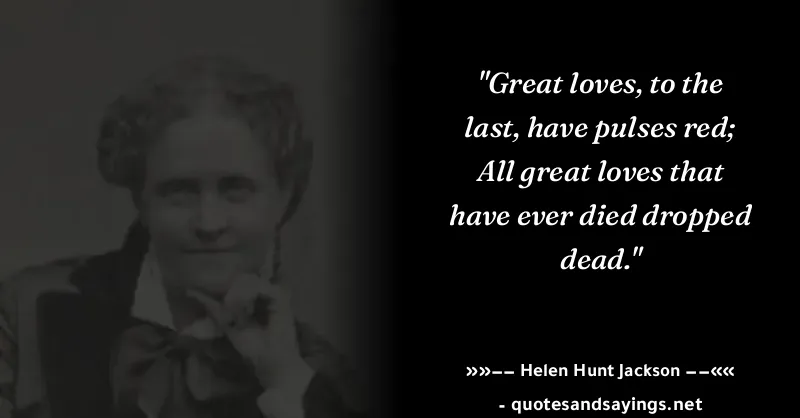 "Great loves, to the
last, have pulses red;
All great loves that
have ever died dropped
dead."
»»–– Helen Hunt Jackson ––««
- quotesandsayings.net